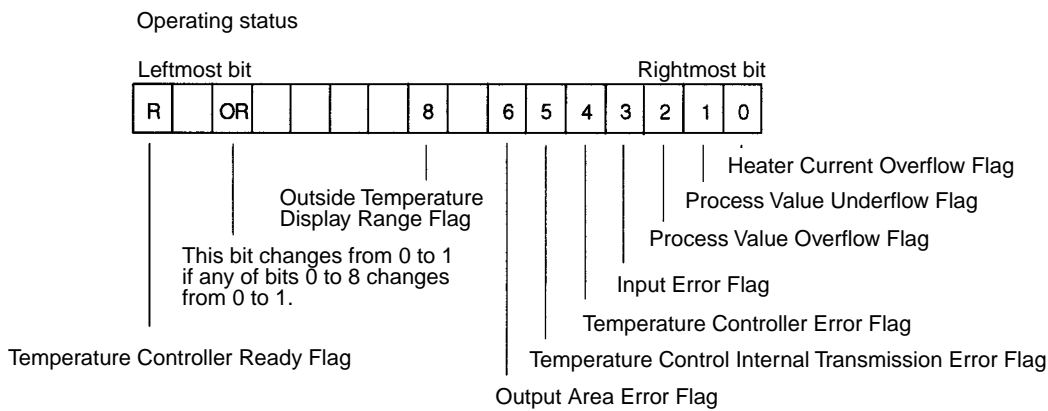 Operating status
Leftmost bit Rightmost bit
R OR 8 6 5 4 3 2 1 0
Heater Current Overflow Flag
Outside Temperature
Display Range Flag
Process Value Underflow Flag
Process Value Overflow Flag
This bit changes from 0 to 1
if any of bits 0 to 8 changes
from 0 to 1.
Input Error Flag
Temperature Controller Error Flag
Temperature Controller Ready Flag
Temperature Control Internal Transmission Error Flag
Output Area Error Flag